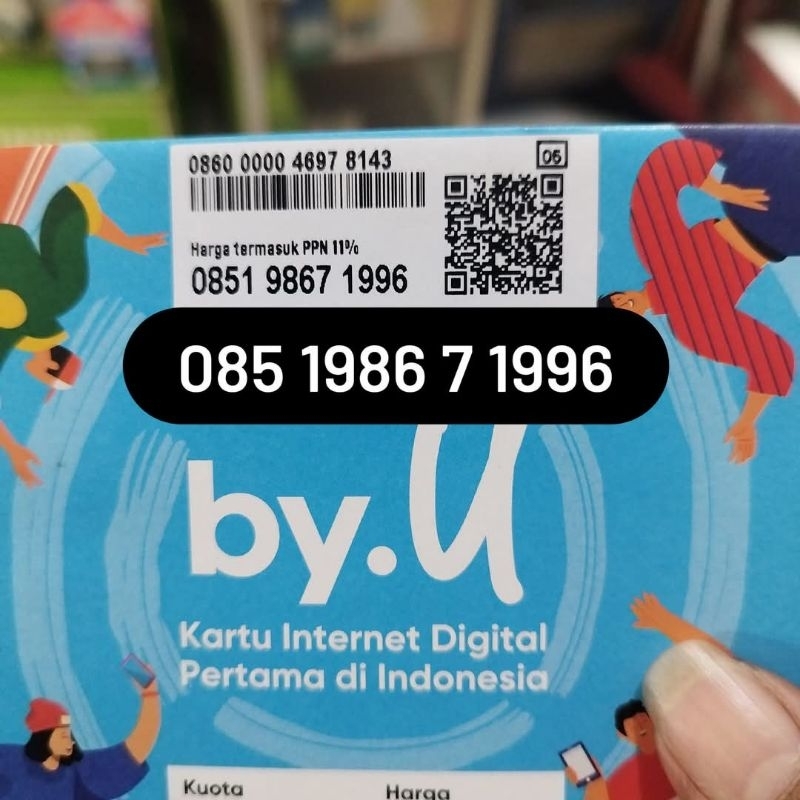 0860 0000 4697 8143
05
Harga termasuk PPN 11%
0851 9867 1996
085 1986 7 1996
by.U
Kartu Internet Digital
Pertama di Indonesia
Kuota Harga